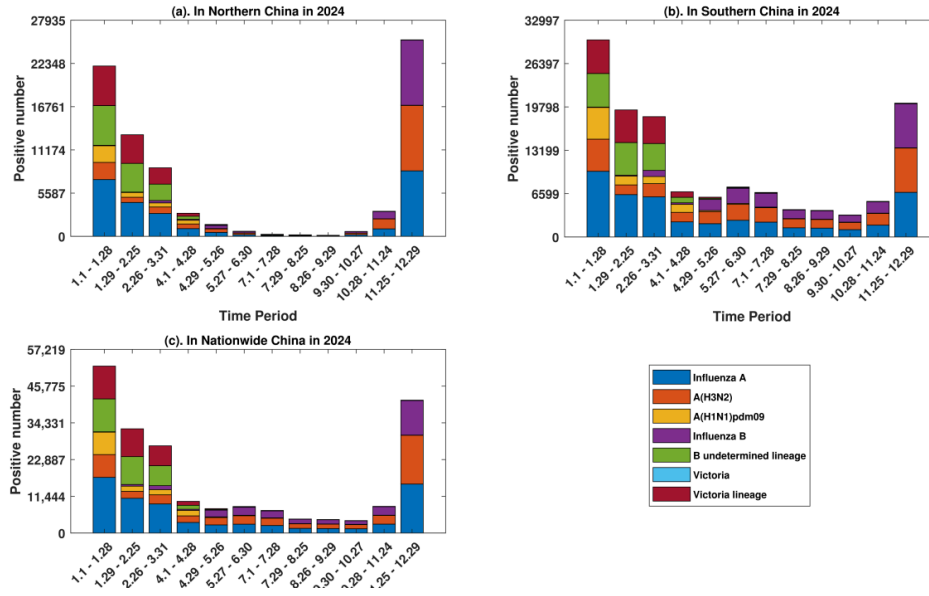 (a). In Northern China in 2024
27935
22348
16761
11174
5587
0
Positive number
1.1 - 1.28
1.29 - 2.25
2.26 - 3.31
4.1 - 4.28
4.29 - 5.26
5.27 - 6.30
7.1 - 7.28
7.29 - 8.25
8.26 - 9.29
9.30 - 10.27
10.28 - 11.24
11.25 - 12.29
Time Period
(b). In Southern China in 2024
32997
26397
19798
13199
6599
0
Positive number
1.1 - 1.28
1.29 - 2.25
2.26 - 3.31
4.1 - 4.28
4.29 - 5.26
5.27 - 6.30
7.1 - 7.28
7.29 - 8.25
8.26 - 9.29
9.30 - 10.27
10.28 - 11.24
11.25 - 12.29
Time Period
(c). In Nationwide China in 2024
57,219
45,775
34,331
22,887
11,444
0
Positive number
1.1 - 1.28
1.29 - 2.25
2.26 - 3.31
4.1 - 4.28
4.29 - 5.26
5.27 - 6.30
7.1 - 7.28
7.29 - 8.25
8.26 - 9.29
.30 - 10.27
.28 - 11.24
.25 - 12.29
Influenza A
A(H3N2)
A(H1N1)pdm09
Influenza B
B undetermined lineage
Victoria
Victoria lineage